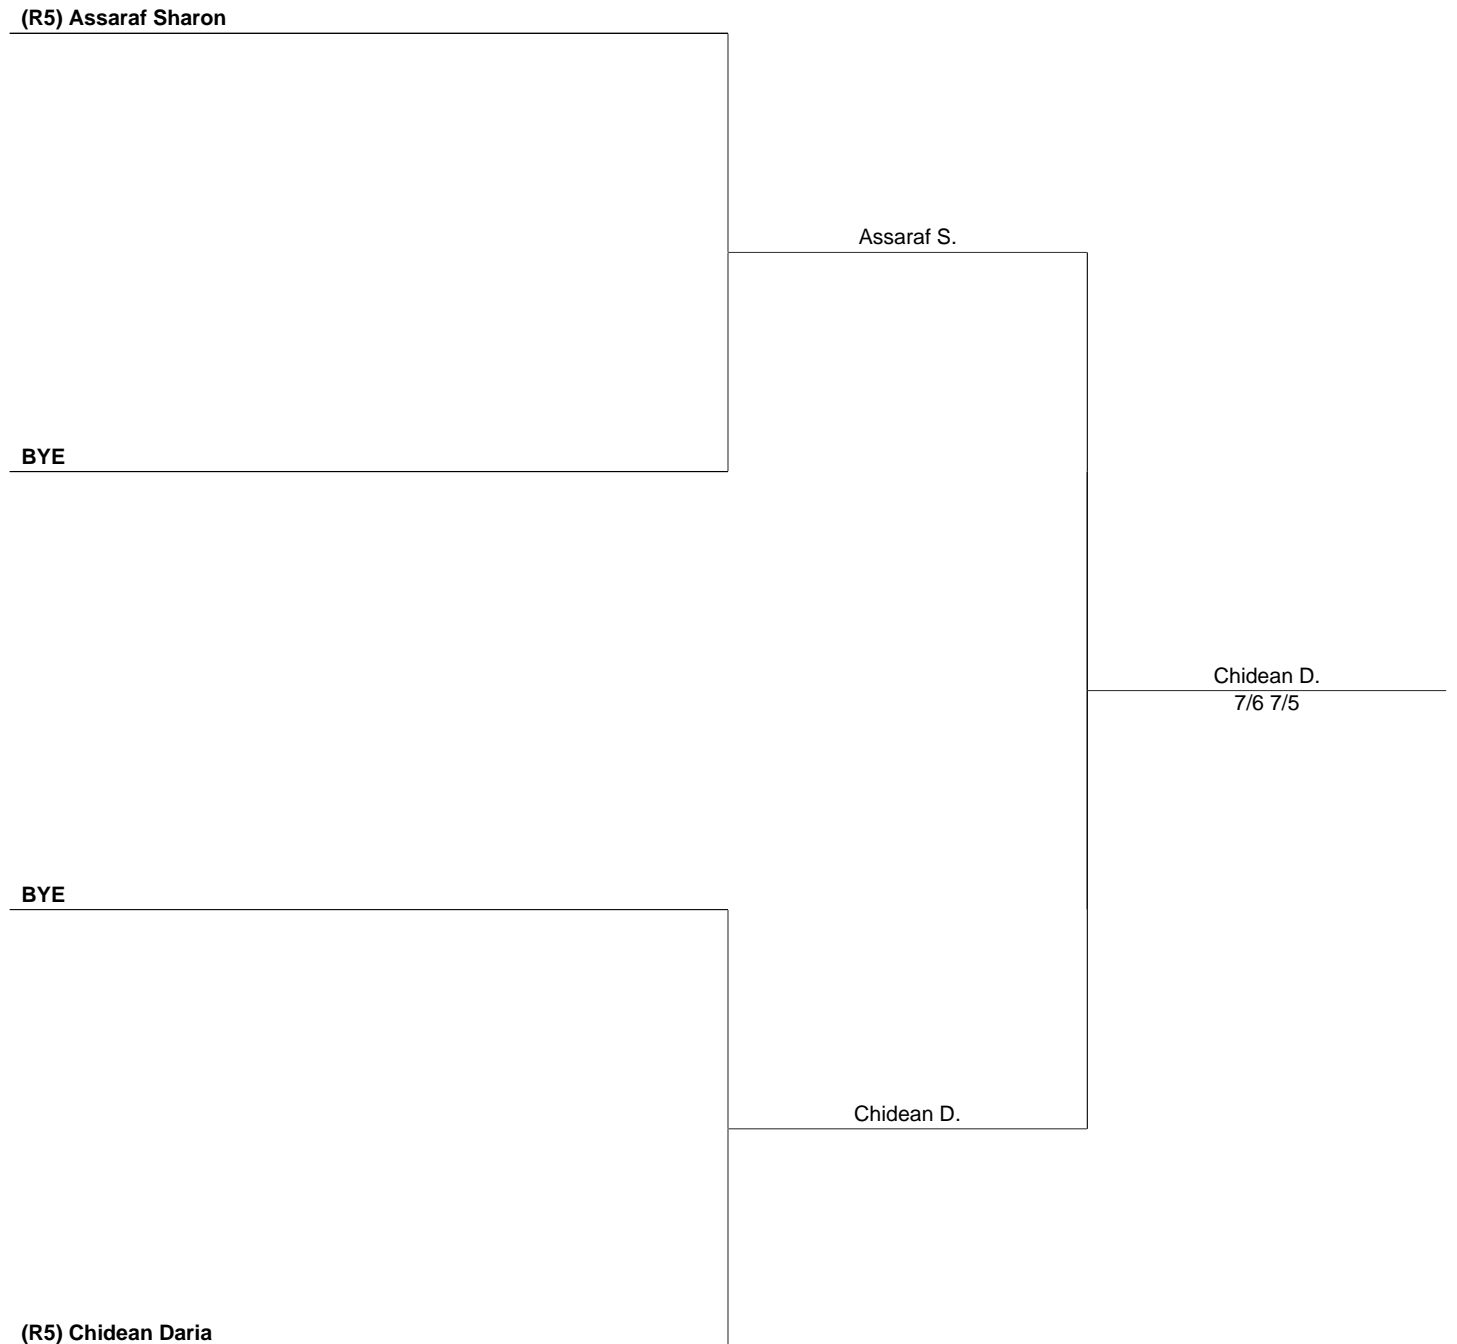 (R5) Assaraf Sharon
Assaraf S.
BYE
Chidean D.
7/6 7/5
BYE
Chidean D.
(R5) Chidean Daria